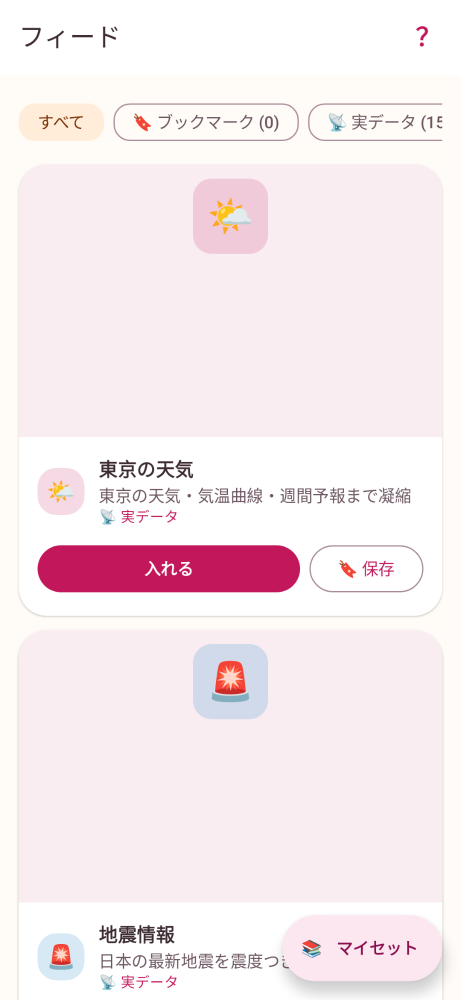 フィード
?
すべて
ブックマーク (0)
実データ (15
東京の天気
東京の天気・気温曲線・週間予報まで凝縮
実データ
入れる
保存
地震情報
日本の最新地震を震度つ
実データ
マイセット